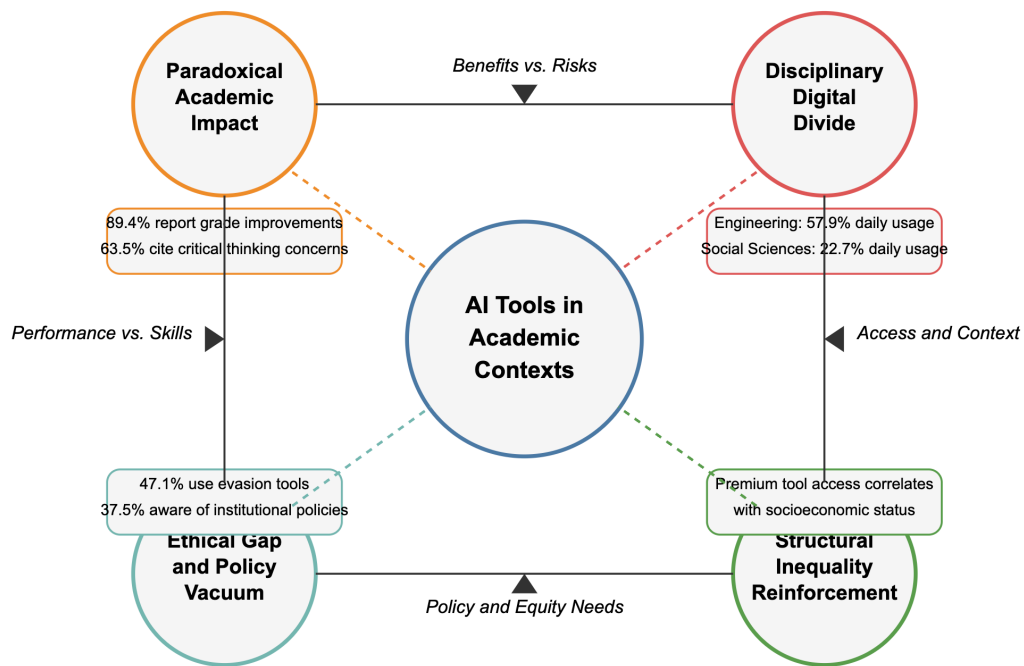 Paradoxical
Academic
Impact
Benefits vs. Risks
Disciplinary
Digital
Divide
89.4% report grade improvements
63.5% cite critical thinking concerns
Engineering: 57.9% daily usage
Social Sciences: 22.7% daily usage
AI Tools in
Academic
Contexts
Performance vs. Skills
Access and Context
47.1% use evasion tools
37.5% aware of institutional policies
Premium tool access correlates
with socioeconomic status
Ethical Gap
and Policy
Vacuum
Structural
Inequality
Reinforcement
Policy and Equity Needs